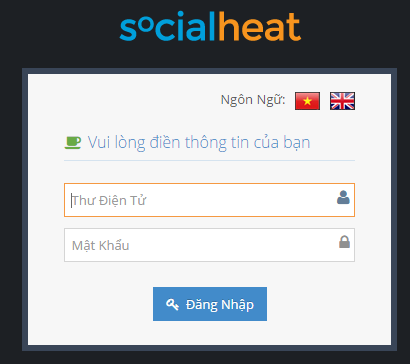 socialheat
Ngôn Ngữ:
Vui lòng điền thông tin của bạn
Thư Điện Tử
Mật Khẩu
Đăng Nhập